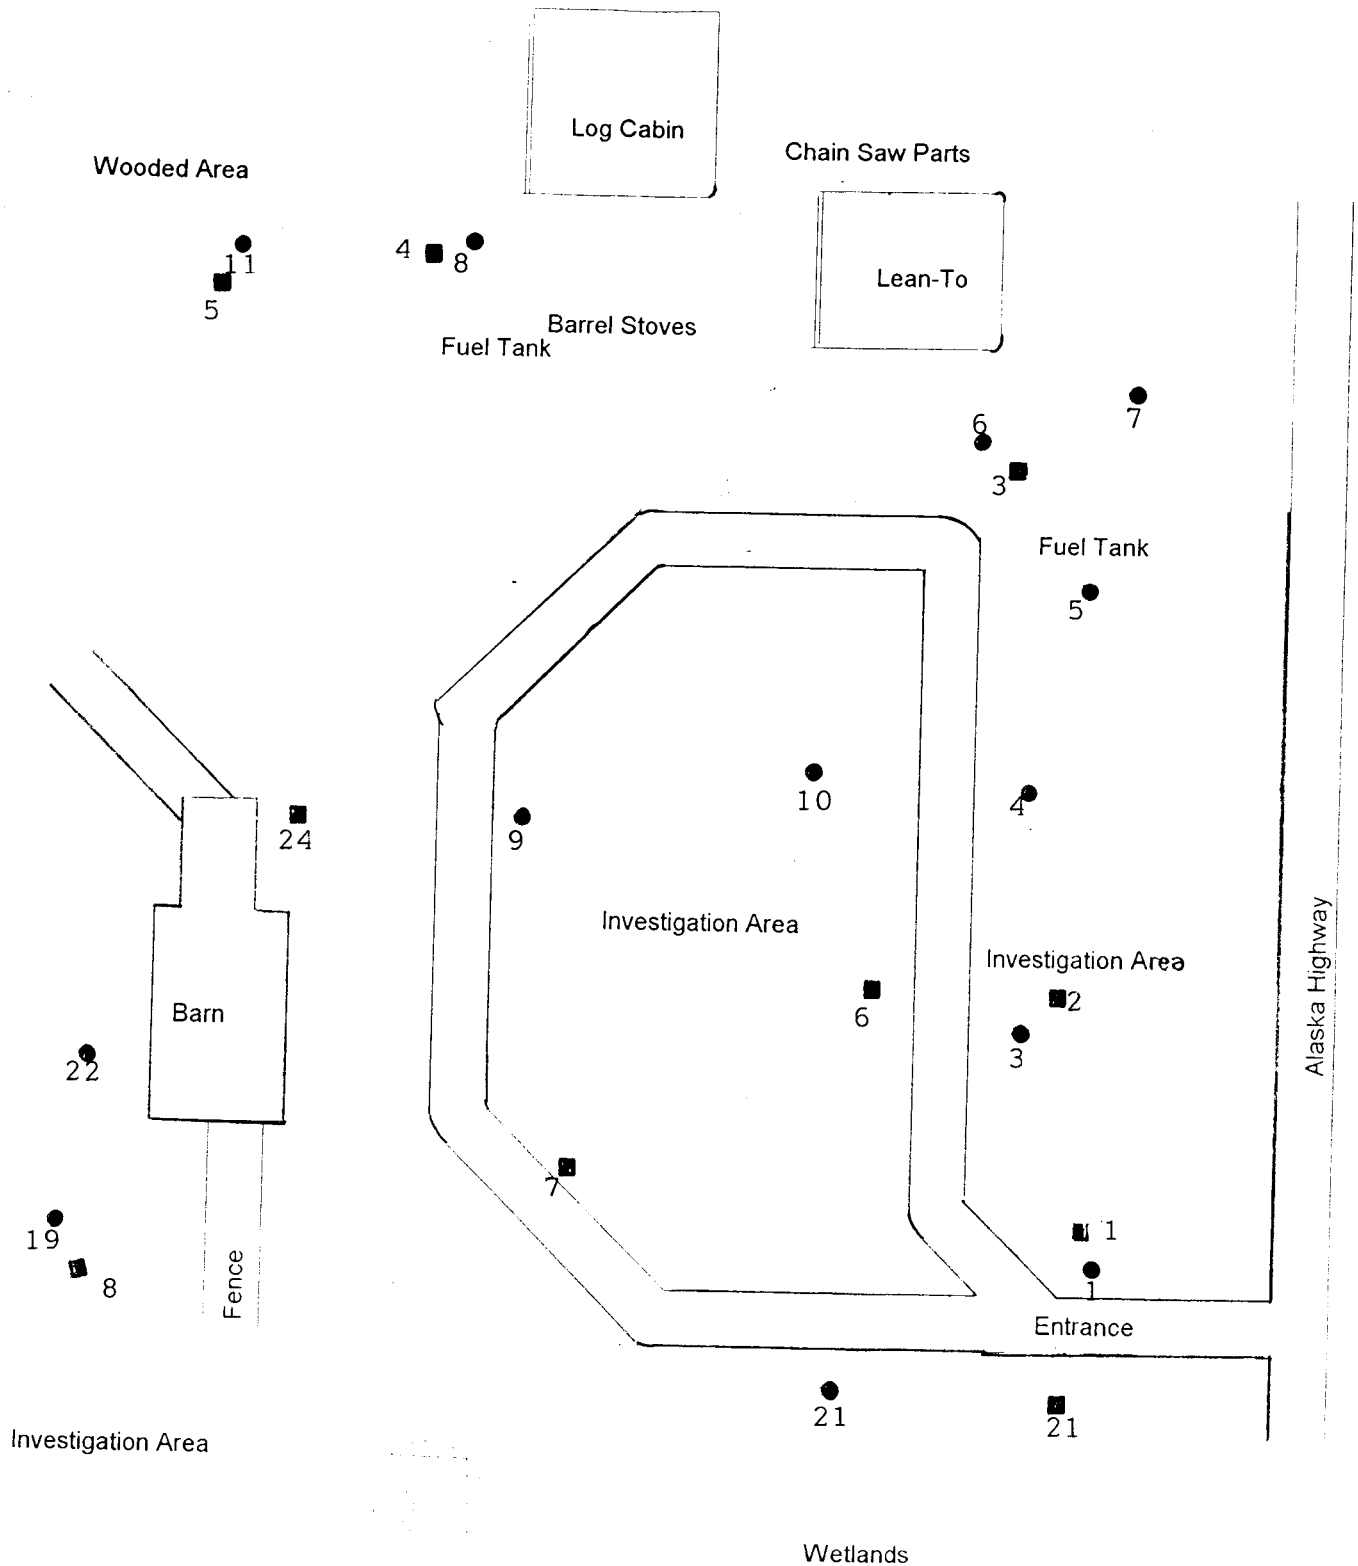 Log Cabin
Chain Saw Parts
Wooded Area
11
5
4
8
Lean-To
Barrel Stoves
Fuel Tank
7
6
3
Fuel Tank
5
10
4
24
9
Investigation Area
Investigation Area
Alaska Highway
2
Barn
6
3
22
7
1
19
8
Fence
1
Entrance
21
21
Investigation Area
Wetlands